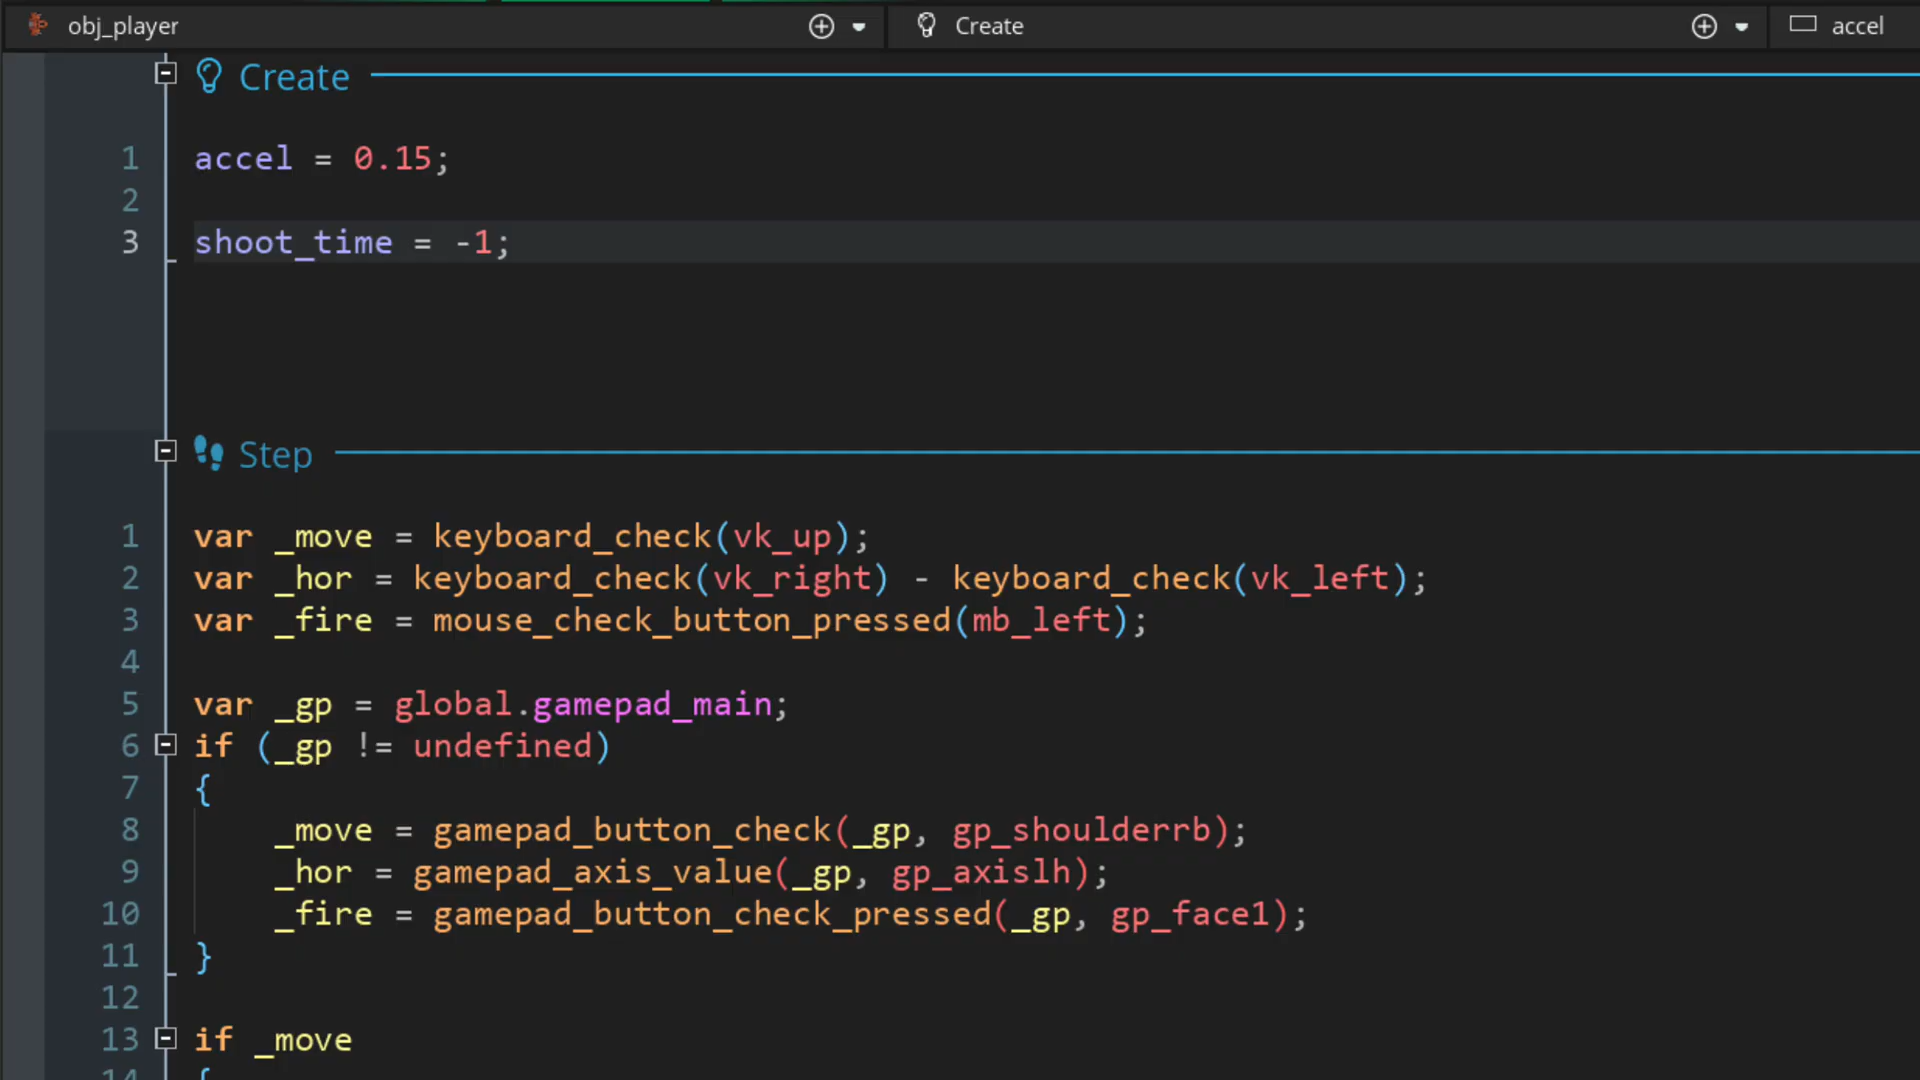 obj_player
Create
accel
Create
1 accel = 0.15;
2
3 shoot_time = -1;
Step
1 var _move = keyboard_check(vk_up);
2 var _hor = keyboard_check(vk_right) - keyboard_check(vk_left);
3 var _fire = mouse_check_button_pressed(mb_left);
4
5 var _gp = global.gamepad_main;
6 if (_gp != undefined)
7 {
8 _move = gamepad_button_check(_gp, gp_shoulderrb);
9 _hor = gamepad_axis_value(_gp, gp_axislh);
10 _fire = gamepad_button_check_pressed(_gp, gp_face1);
11 }
12
13 if _move
14 {